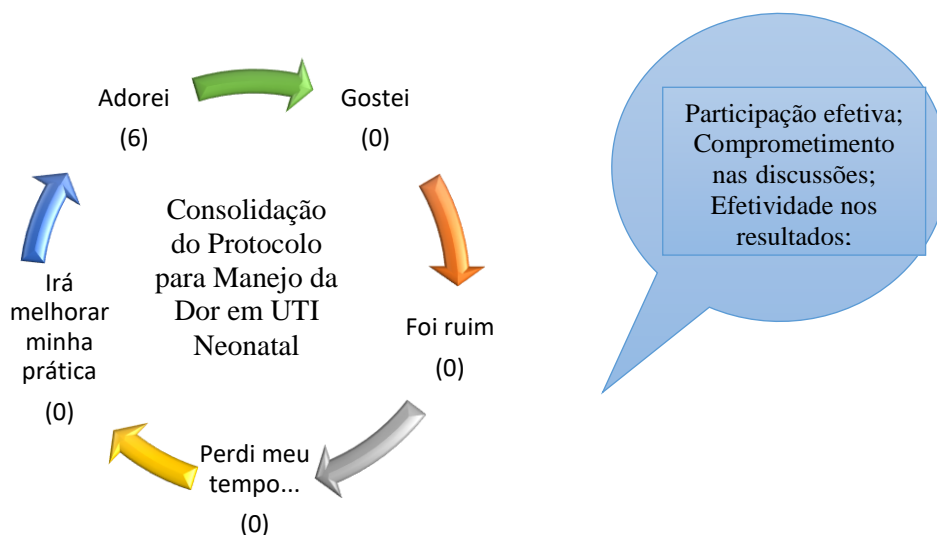 Adorei
(6)
Gostei
(0)
Foi ruim
(0)
Perdi meu
tempo...
(0)
Irá
melhorar
minha
prática
(0)
Consolidação
do Protocolo
para Manejo da
Dor em UTI
Neonatal
Participação efetiva;
Comprometimento
nas discussões;
Efetividade nos
resultados: